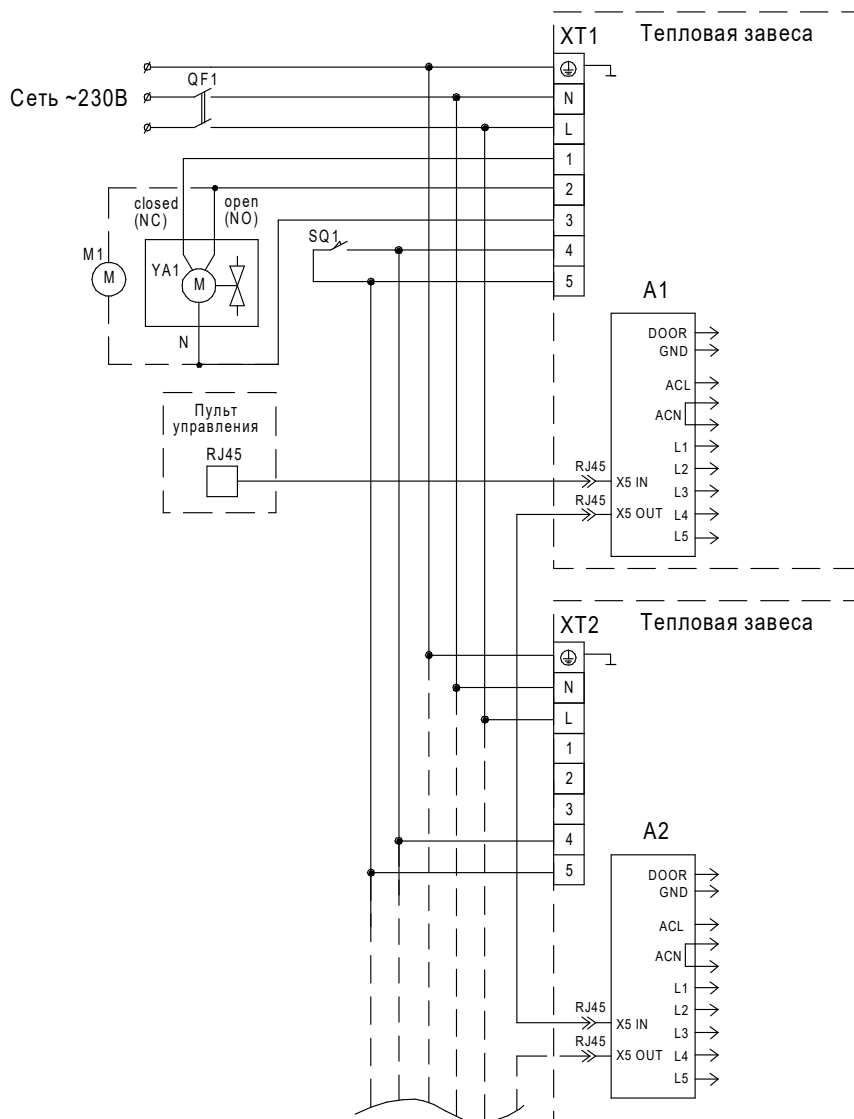 XT1
Тепловая завеса
QF1
Сеть ~230В
N
L
1
2
3
4
5
closed
(NC)
open
(NO)
SQ1
M1
M
YA1
M
N
A1
DOOR
GND
ACL
ACN
L1
L2
L3
L4
L5
Пульт
управления
RJ45
RJ45
X5 IN
RJ45
X5 OUT
XT2
Тепловая завеса
N
L
1
2
3
4
5
A2
DOOR
GND
ACL
ACN
L1
L2
L3
L4
L5
RJ45
X5 IN
RJ45
X5 OUT